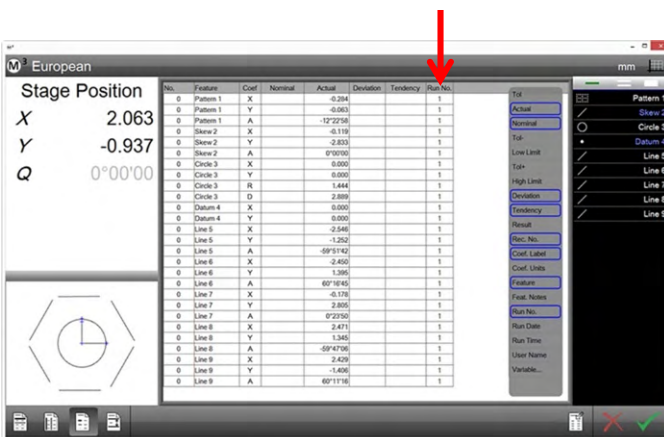 M³ European
mm
Stage Position
X 2.063
Y -0.937
Q 0°00'00
No. Feature Coef Nominal Actual Deviation Tendency Run No.
0 Pattern 1 X -0.284 1
0 Pattern 1 Y -0.063 1
0 Pattern 1 A -12°22'58 1
0 Skew 2 X -0.119 1
0 Skew 2 Y -2.833 1
0 Skew 2 A 0°00'00 1
0 Circle 3 X 0.000 1
0 Circle 3 Y 0.000 1
0 Circle 3 R 1.444 1
0 Circle 3 D 2.889 1
0 Datum 4 X 0.000 1
0 Datum 4 Y 0.000 1
0 Line 5 X -2.546 1
0 Line 5 Y -1.252 1
0 Line 5 A -59°51'42 1
0 Line 6 X -2.450 1
0 Line 6 Y 1.395 1
0 Line 6 A 60°16'45 1
0 Line 7 X -0.178 1
0 Line 7 Y 2.805 1
0 Line 7 A 0°23'50 1
0 Line 8 X 2.471 1
0 Line 8 Y 1.345 1
0 Line 8 A -59°47'06 1
0 Line 9 X 2.429 1
0 Line 9 Y -1.406 1
0 Line 9 A 60°11'16 1
Tol
Actual
Nominal
Tol-
Low Limit
Tol+
High Limit
Deviation
Tendency
Result
Rec. No.
Coef. Label
Coef. Units
Feature
Feat. Notes
Run No.
Run Date
Run Time
User Name
Variable...
Pattern 1
Skew 2
Circle 3
Datum 4
Line 5
Line 6
Line 7
Line 8
Line 9